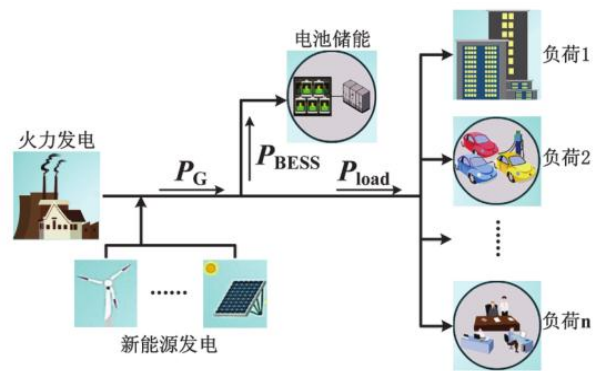 电池储能
负荷1
火力发电
P_G
P_BESS
P_load
负荷2
......
新能源发电
负荷n